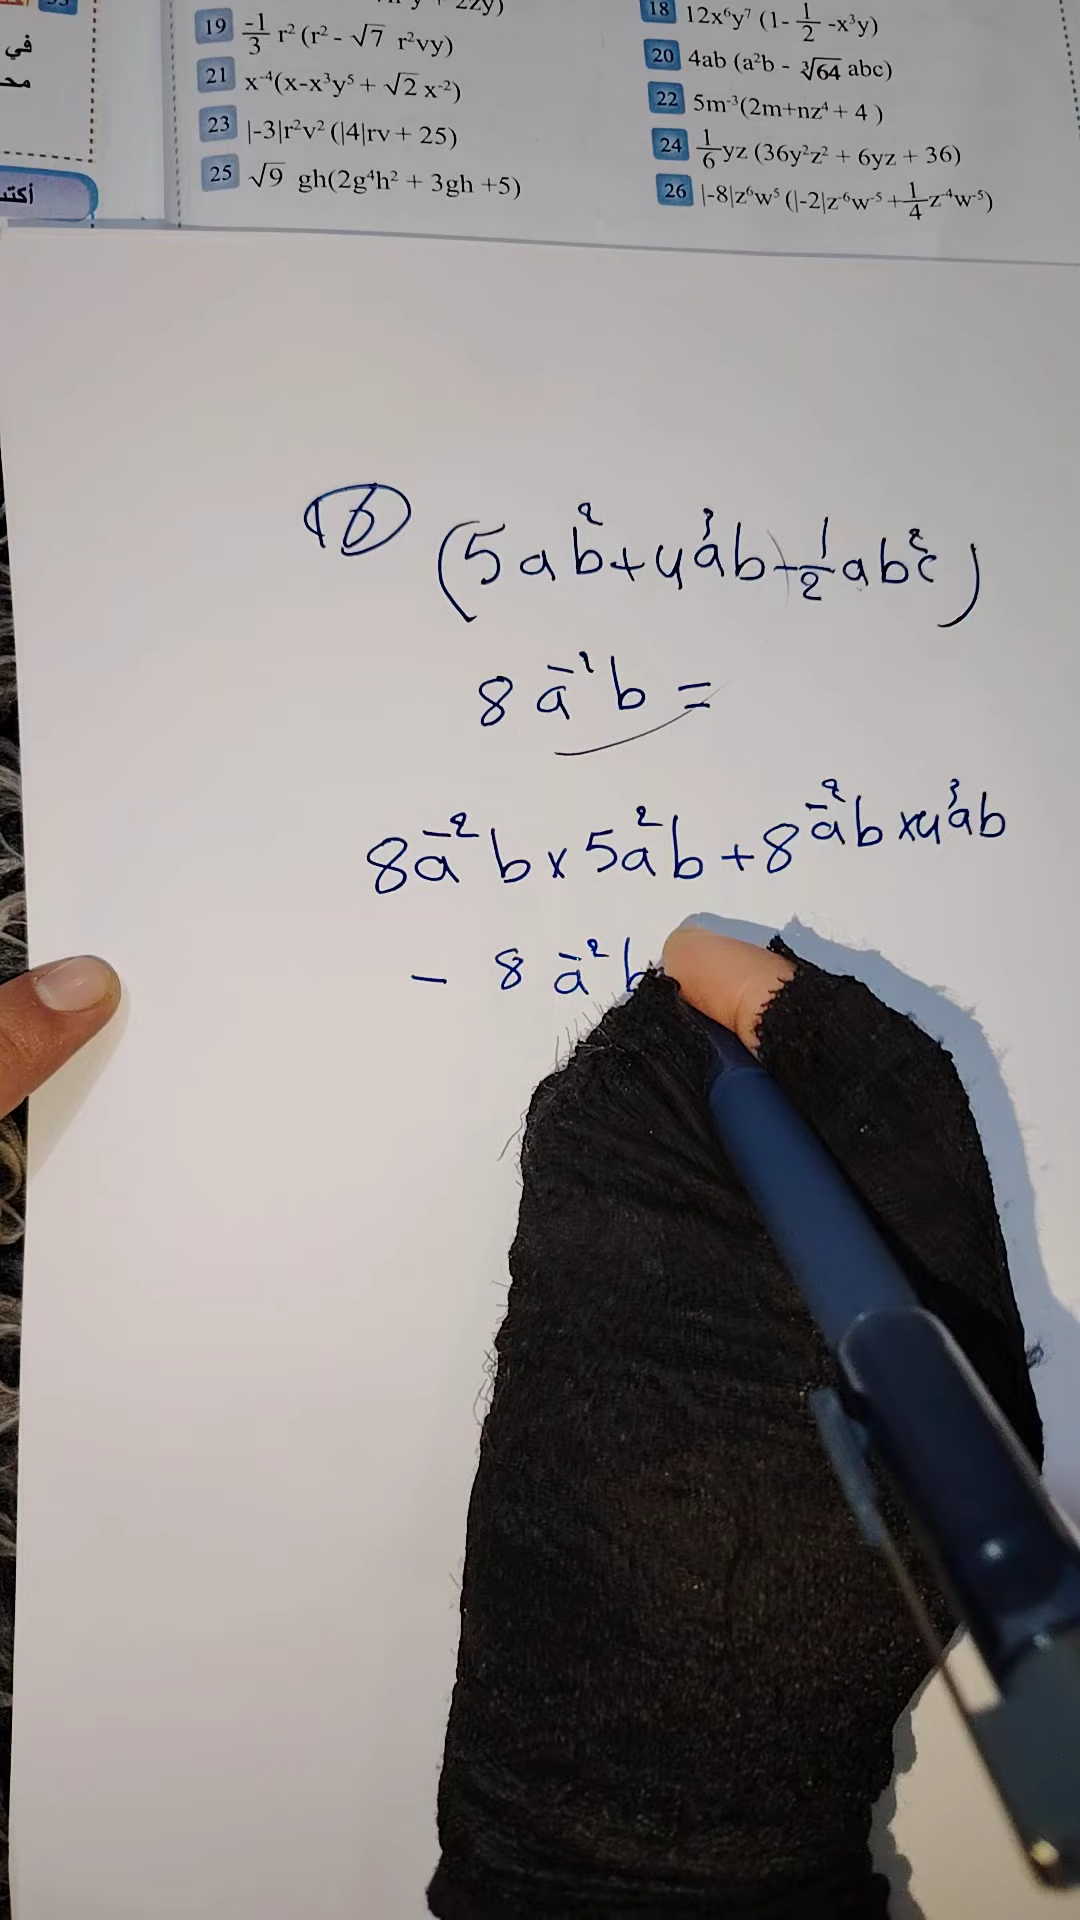 2zy)
19 -1/3 r² (r² - √7 r²vy)
18 12x⁶y⁷ (1- 1/2 -x³y)
21 x⁻⁴(x-x³y⁵ + √2 x⁻²)
20 4ab (a²b - ∛64 abc)
23 |-3|r²v² (|4|rv + 25)
22 5m⁻³(2m+nz⁴ + 4 )
25 √9 gh(2g⁴h² + 3gh +5)
24 1/6 yz (36y²z² + 6yz + 36)
26 |-8|z⁶w⁵ (|-2|z⁻⁶w⁻⁵ + 1/4 z⁻⁴w⁻⁵)
في
16 (5ab² + 4a³b - 1/2 abc²)
8a⁻²b =
8a⁻²b × 5a²b + 8a⁻²b × 4a³b
- 8a⁻²b